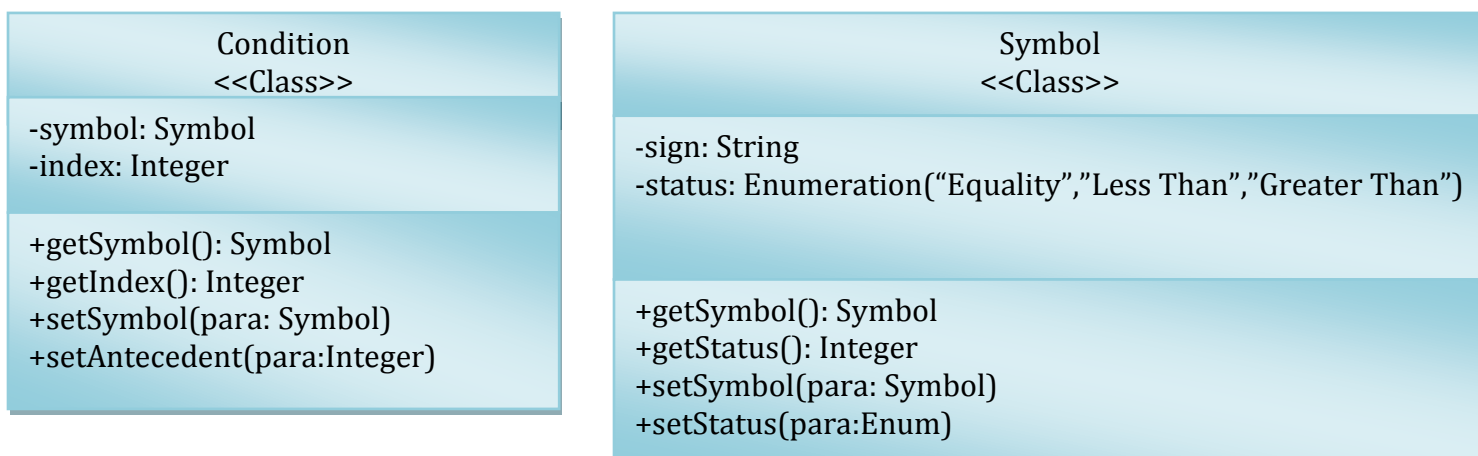 Condition
<<Class>>
-symbol: Symbol
-index: Integer
+getSymbol(): Symbol
+getIndex(): Integer
+setSymbol(para: Symbol)
+setAntecedent(para:Integer)
Symbol
<<Class>>
-sign: String
-status: Enumeration(“Equality”,”Less Than”,”Greater Than”)
+getSymbol(): Symbol
+getStatus(): Integer
+setSymbol(para: Symbol)
+setStatus(para:Enum)